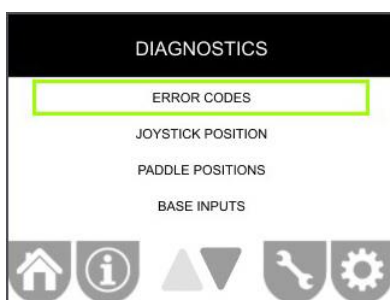 DIAGNOSTICS
ERROR CODES
JOYSTICK POSITION
PADDLE POSITIONS
BASE INPUTS